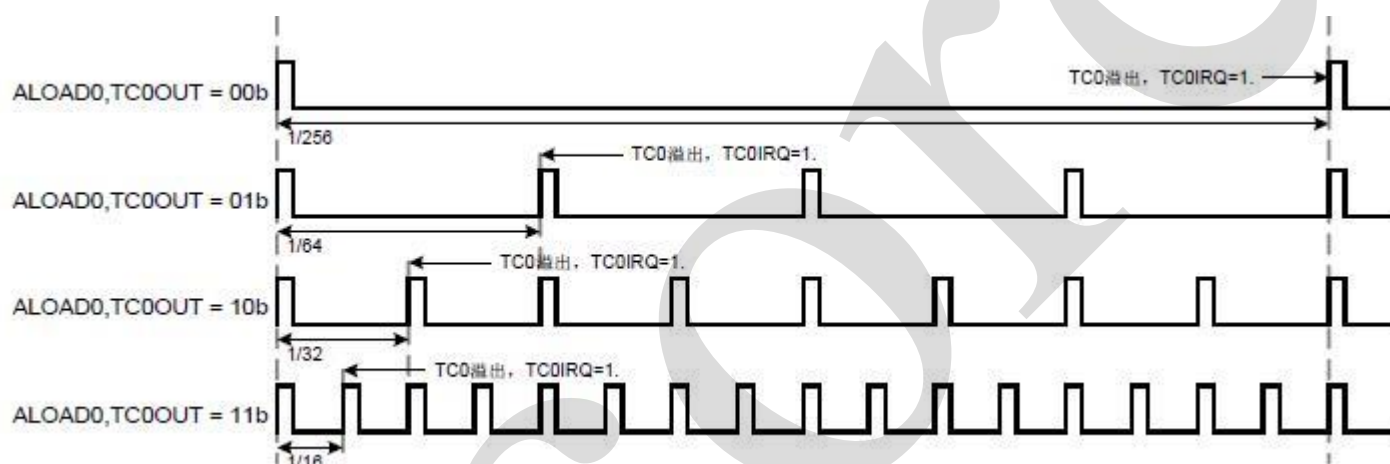 ALOAD0,TC0OUT = 00b
TC0溢出，TC0IRQ=1.
1/256
TC0溢出，TC0IRQ=1.
ALOAD0,TC0OUT = 01b
1/64
TC0溢出，TC0IRQ=1.
ALOAD0,TC0OUT = 10b
1/32
TC0溢出，TC0IRQ=1.
ALOAD0,TC0OUT = 11b
1/16